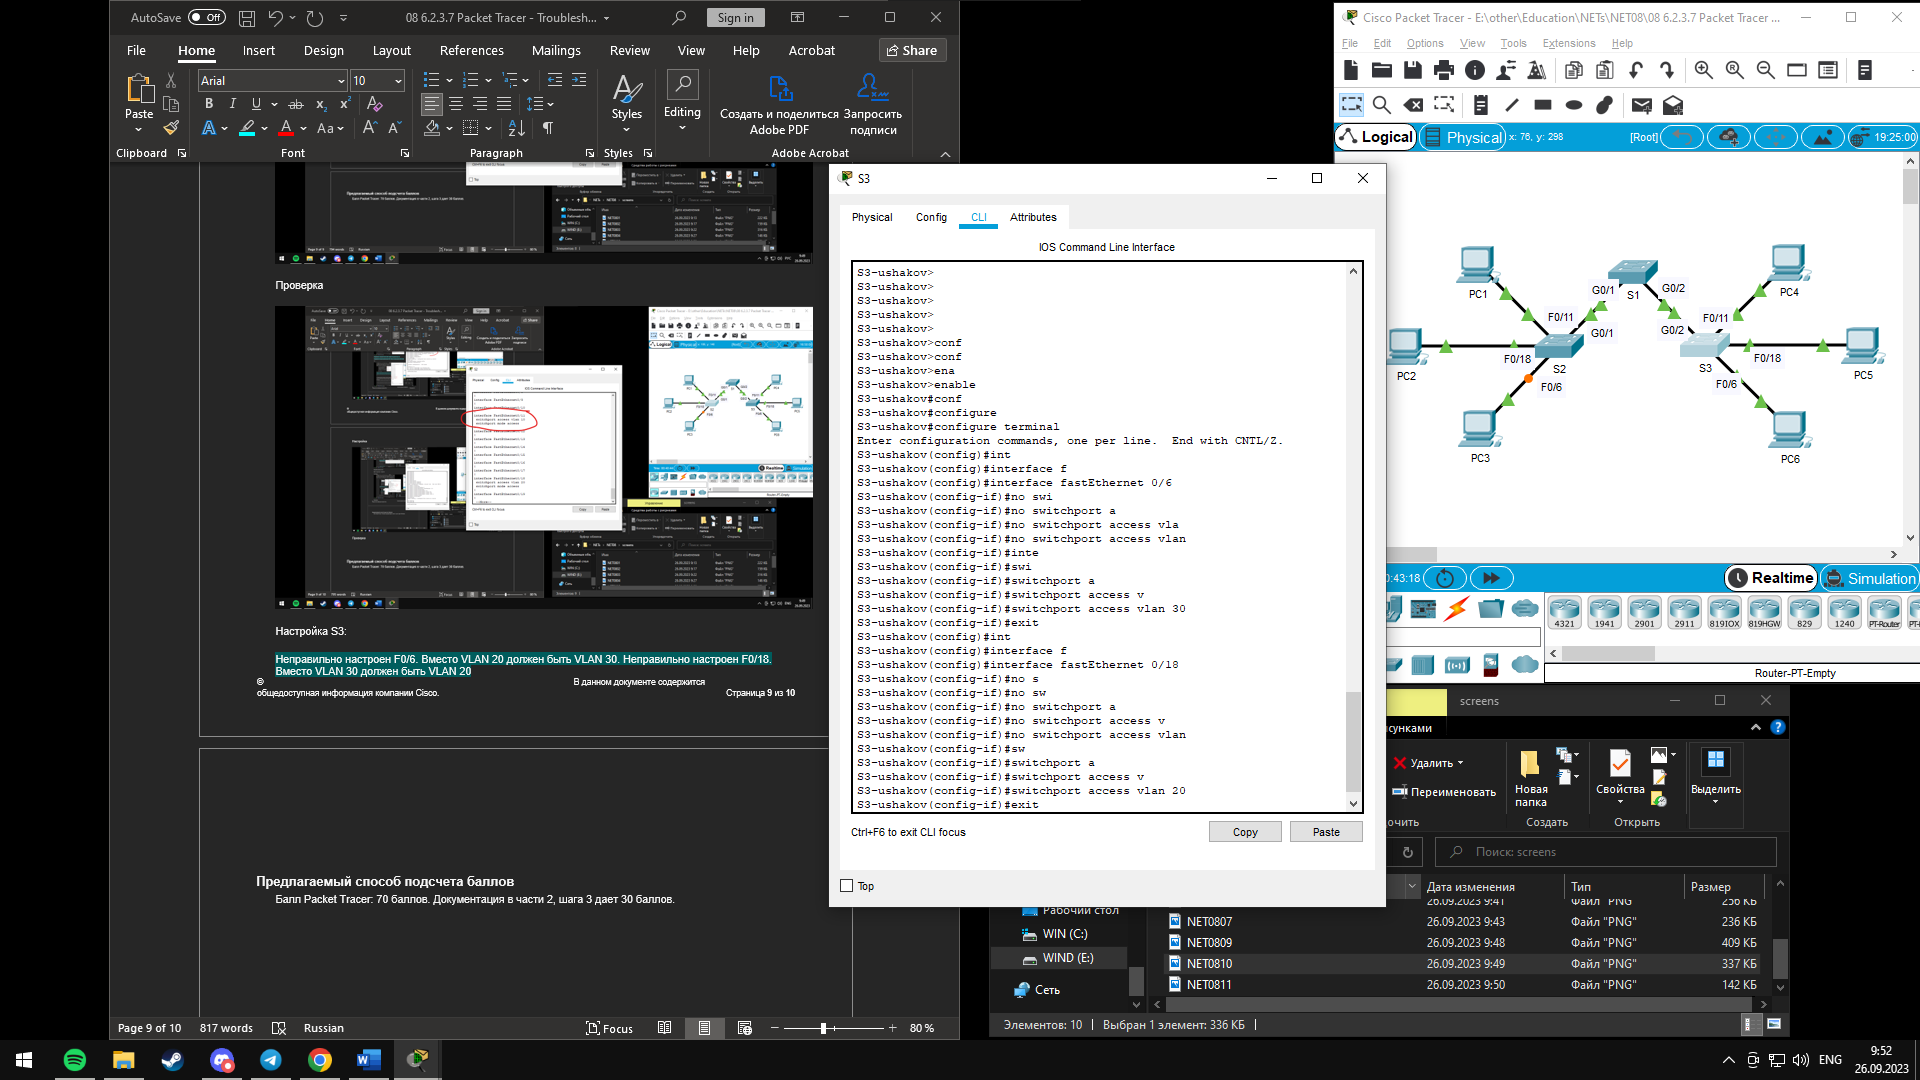 AutoSave Off
08 6.2.3.7 Packet Tracer - Troublesh...
Sign in
File Home Insert Design Layout References Mailings Review View Help Acrobat Share
Paste
Arial 10
Styles
Editing
Создать и поделиться Adobe PDF
Запросить подписи
Clipboard Font Paragraph Styles Adobe Acrobat
Проверка
Настройка S3:
Неправильно настроен F0/6. Вместо VLAN 20 должен быть VLAN 30. Неправильно настроен F0/18.
Вместо VLAN 30 должен быть VLAN 20
© В данном документе содержится
общедоступная информация компании Cisco. Страница 9 из 10
Предлагаемый способ подсчета баллов
Балл Packet Tracer: 70 баллов. Документация в части 2, шага 3 дает 30 баллов.
Page 9 of 10 817 words Russian Focus 80 %
S3
Physical Config CLI Attributes
IOS Command Line Interface
S3-ushakov>
S3-ushakov>
S3-ushakov>
S3-ushakov>
S3-ushakov>
S3-ushakov>conf
S3-ushakov>conf
S3-ushakov>ena
S3-ushakov>enable
S3-ushakov#conf
S3-ushakov#configure
S3-ushakov#configure terminal
Enter configuration commands, one per line. End with CNTL/Z.
S3-ushakov(config)#int
S3-ushakov(config)#interface f
S3-ushakov(config)#interface fastEthernet 0/6
S3-ushakov(config-if)#no swi
S3-ushakov(config-if)#no switchport a
S3-ushakov(config-if)#no switchport access vla
S3-ushakov(config-if)#no switchport access vlan
S3-ushakov(config-if)#inte
S3-ushakov(config-if)#swi
S3-ushakov(config-if)#switchport a
S3-ushakov(config-if)#switchport access v
S3-ushakov(config-if)#switchport access vlan 30
S3-ushakov(config-if)#exit
S3-ushakov(config)#int
S3-ushakov(config)#interface f
S3-ushakov(config)#interface fastEthernet 0/18
S3-ushakov(config-if)#no s
S3-ushakov(config-if)#no sw
S3-ushakov(config-if)#no switchport a
S3-ushakov(config-if)#no switchport access v
S3-ushakov(config-if)#no switchport access vlan
S3-ushakov(config-if)#sw
S3-ushakov(config-if)#switchport a
S3-ushakov(config-if)#switchport access v
S3-ushakov(config-if)#switchport access vlan 20
S3-ushakov(config-if)#exit
Ctrl+F6 to exit CLI focus
Copy Paste
Top
Cisco Packet Tracer - E:\other\Education\NETs\NET08\08 6.2.3.7 Packet Tracer ...
File Edit Options View Tools Extensions Help
Logical Physical x: 76, y: 298 [Root] 19:25:00
PC1
G0/1
S1
G0/2
PC4
F0/11
G0/1
G0/2
F0/11
PC2
F0/18
S2
F0/6
S3
F0/18
F0/6
PC5
PC3
PC6
0:43:18
Realtime Simulation
4321 1941 2901 2911 819IOX 819HGW 829 1240 PT-Router
Router-PT-Empty
screens
сунками
Удалить
Переименовать
Новая папка
Свойства
Выделить
Создать Открыть
Поиск: screens
Дата изменения Тип Размер
26.09.2023 9:41 Файл "PNG" 256 КБ
NET0807 26.09.2023 9:43 Файл "PNG" 236 КБ
NET0809 26.09.2023 9:48 Файл "PNG" 409 КБ
NET0810 26.09.2023 9:49 Файл "PNG" 337 КБ
NET0811 26.09.2023 9:50 Файл "PNG" 142 КБ
Рабочий стол
WIN (C:)
WIND (E:)
Сеть
Элементов: 10 Выбран 1 элемент: 336 КБ
ENG
9:52
26.09.2023